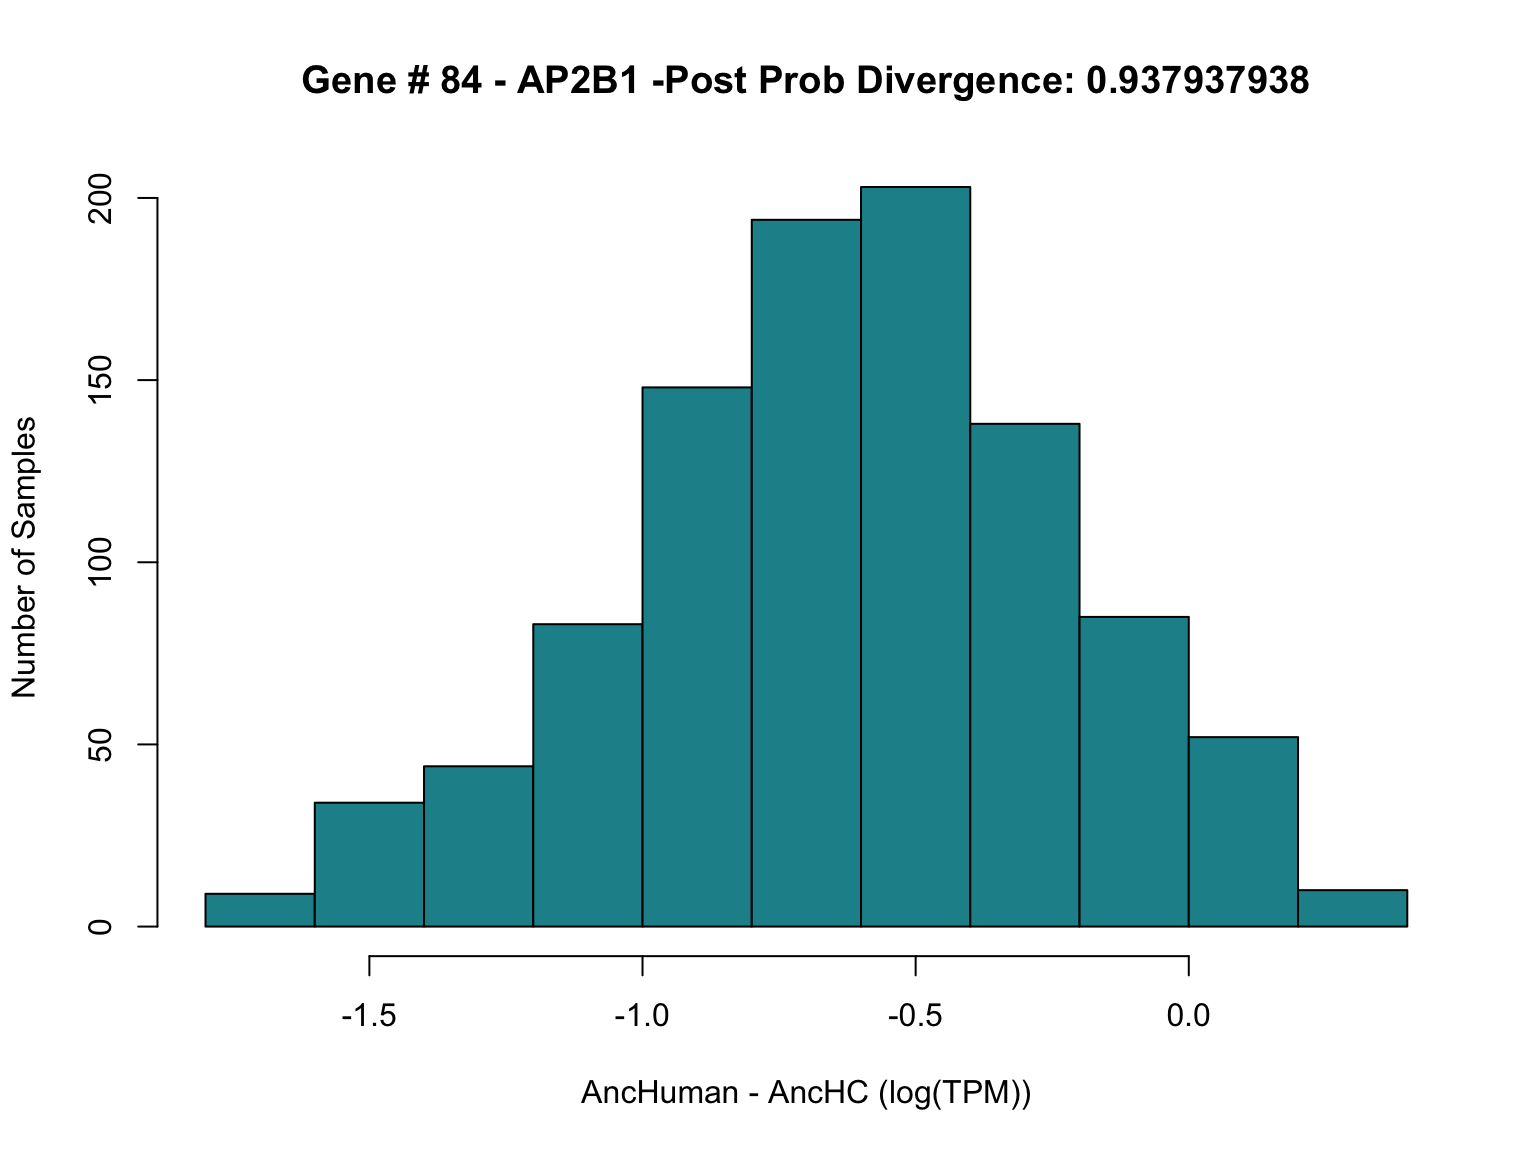 Gene # 84 - AP2B1 -Post Prob Divergence: 0.937937938
200
150
100
50
0
Number of Samples
-1.5 -1.0 -0.5 0.0
AncHuman - AncHC (log(TPM))